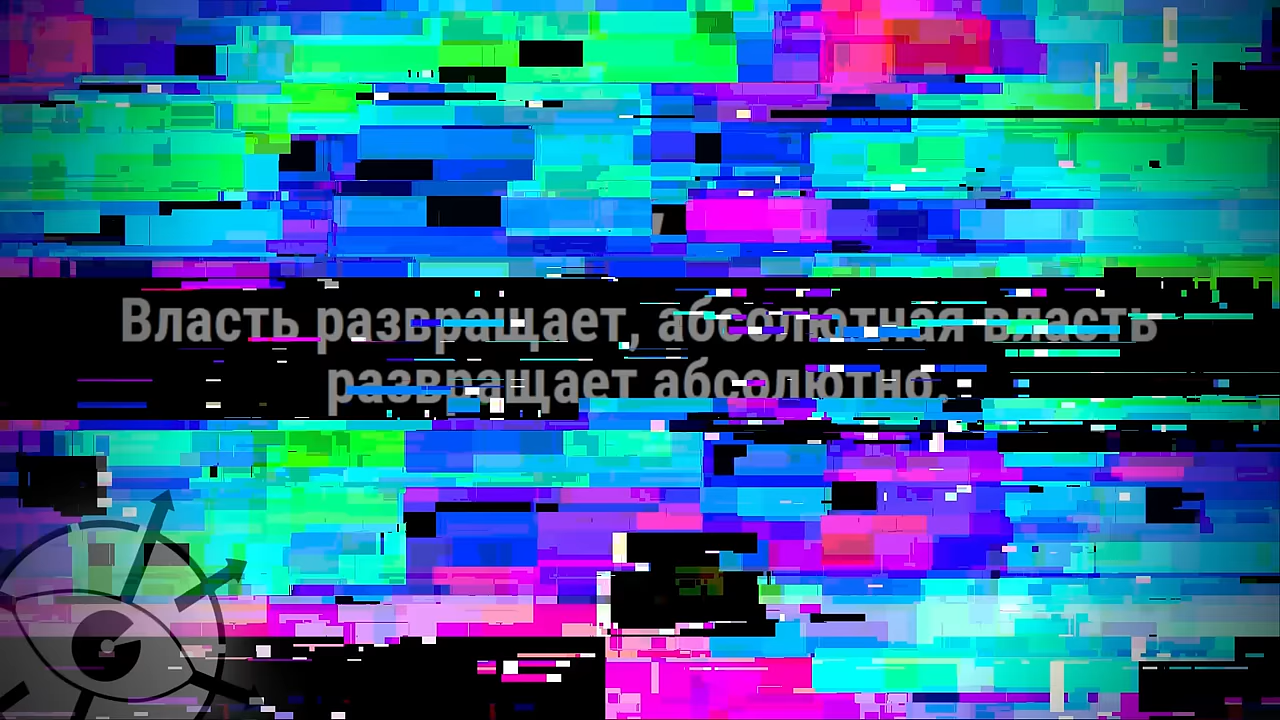 Власть развращает, абсолютная власть
развращает абсолютно.